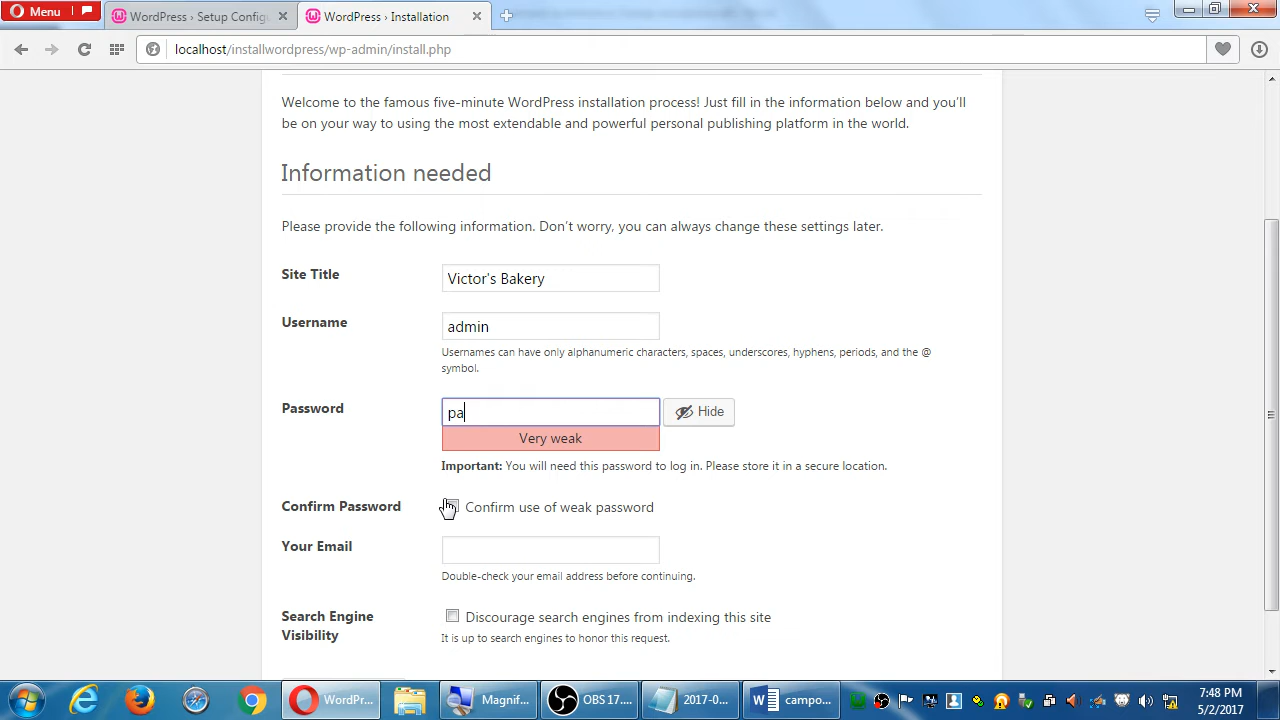 Menu
WordPress › Setup Config
WordPress › Installation
localhost/installwordpress/wp-admin/install.php
Welcome to the famous five-minute WordPress installation process! Just fill in the information below and you'll
be on your way to using the most extendable and powerful personal publishing platform in the world.
Information needed
Please provide the following information. Don't worry, you can always change these settings later.
Site Title
Victor's Bakery
Username
admin
Usernames can have only alphanumeric characters, spaces, underscores, hyphens, periods, and the @
symbol.
Password
pa
Hide
Very weak
Important: You will need this password to log in. Please store it in a secure location.
Confirm Password
Confirm use of weak password
Your Email
Double-check your email address before continuing.
Search Engine
Visibility
Discourage search engines from indexing this site
It is up to search engines to honor this request.
WordPr...
Magnif...
OBS 17....
2017-0...
campo...
7:48 PM
5/2/2017